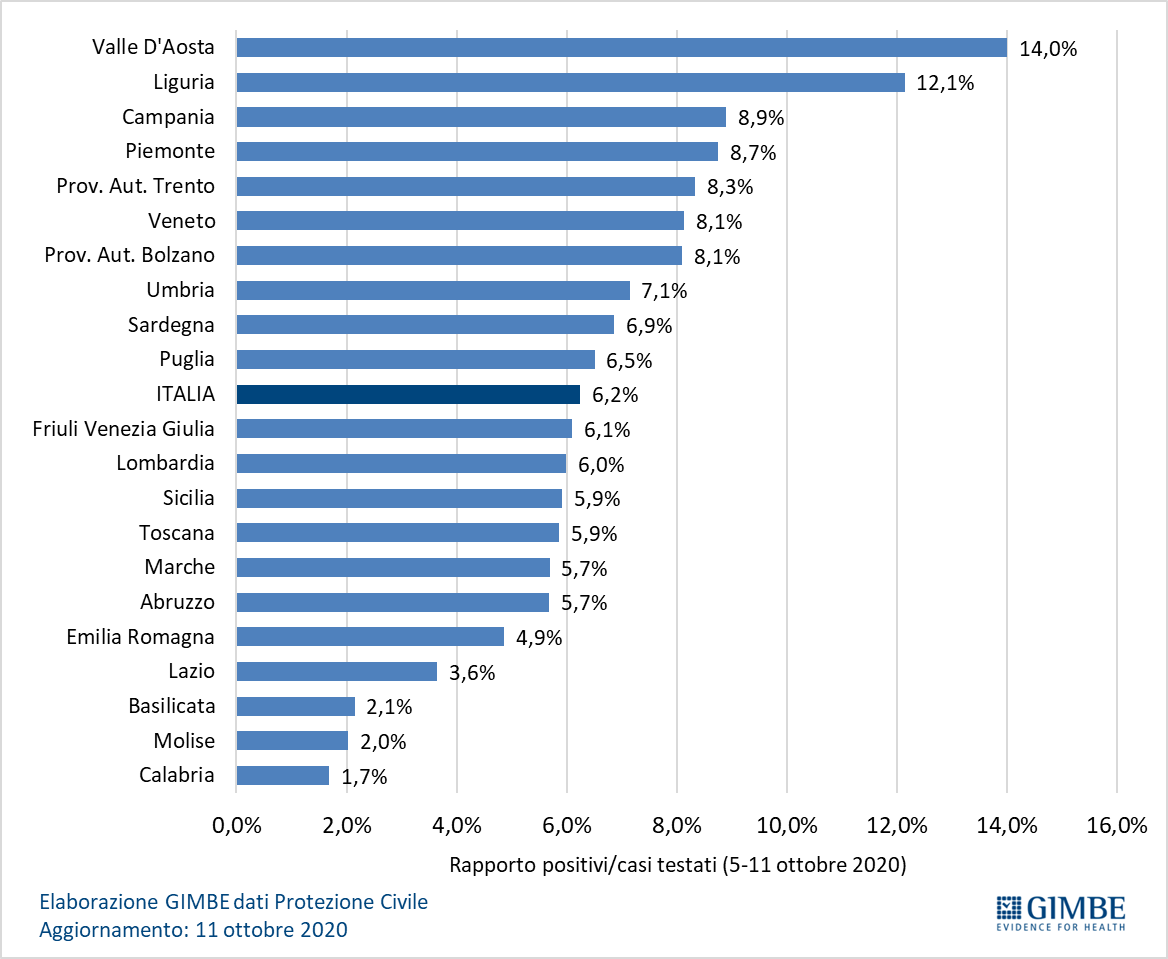 Valle D'Aosta 14,0%
Liguria 12,1%
Campania 8,9%
Piemonte 8,7%
Prov. Aut. Trento 8,3%
Veneto 8,1%
Prov. Aut. Bolzano 8,1%
Umbria 7,1%
Sardegna 6,9%
Puglia 6,5%
ITALIA 6,2%
Friuli Venezia Giulia 6,1%
Lombardia 6,0%
Sicilia 5,9%
Toscana 5,9%
Marche 5,7%
Abruzzo 5,7%
Emilia Romagna 4,9%
Lazio 3,6%
Basilicata 2,1%
Molise 2,0%
Calabria 1,7%
0,0% 2,0% 4,0% 6,0% 8,0% 10,0% 12,0% 14,0% 16,0%
Rapporto positivi/casi testati (5-11 ottobre 2020)
Elaborazione GIMBE dati Protezione Civile
Aggiornamento: 11 ottobre 2020
GIMBE
EVIDENCE FOR HEALTH